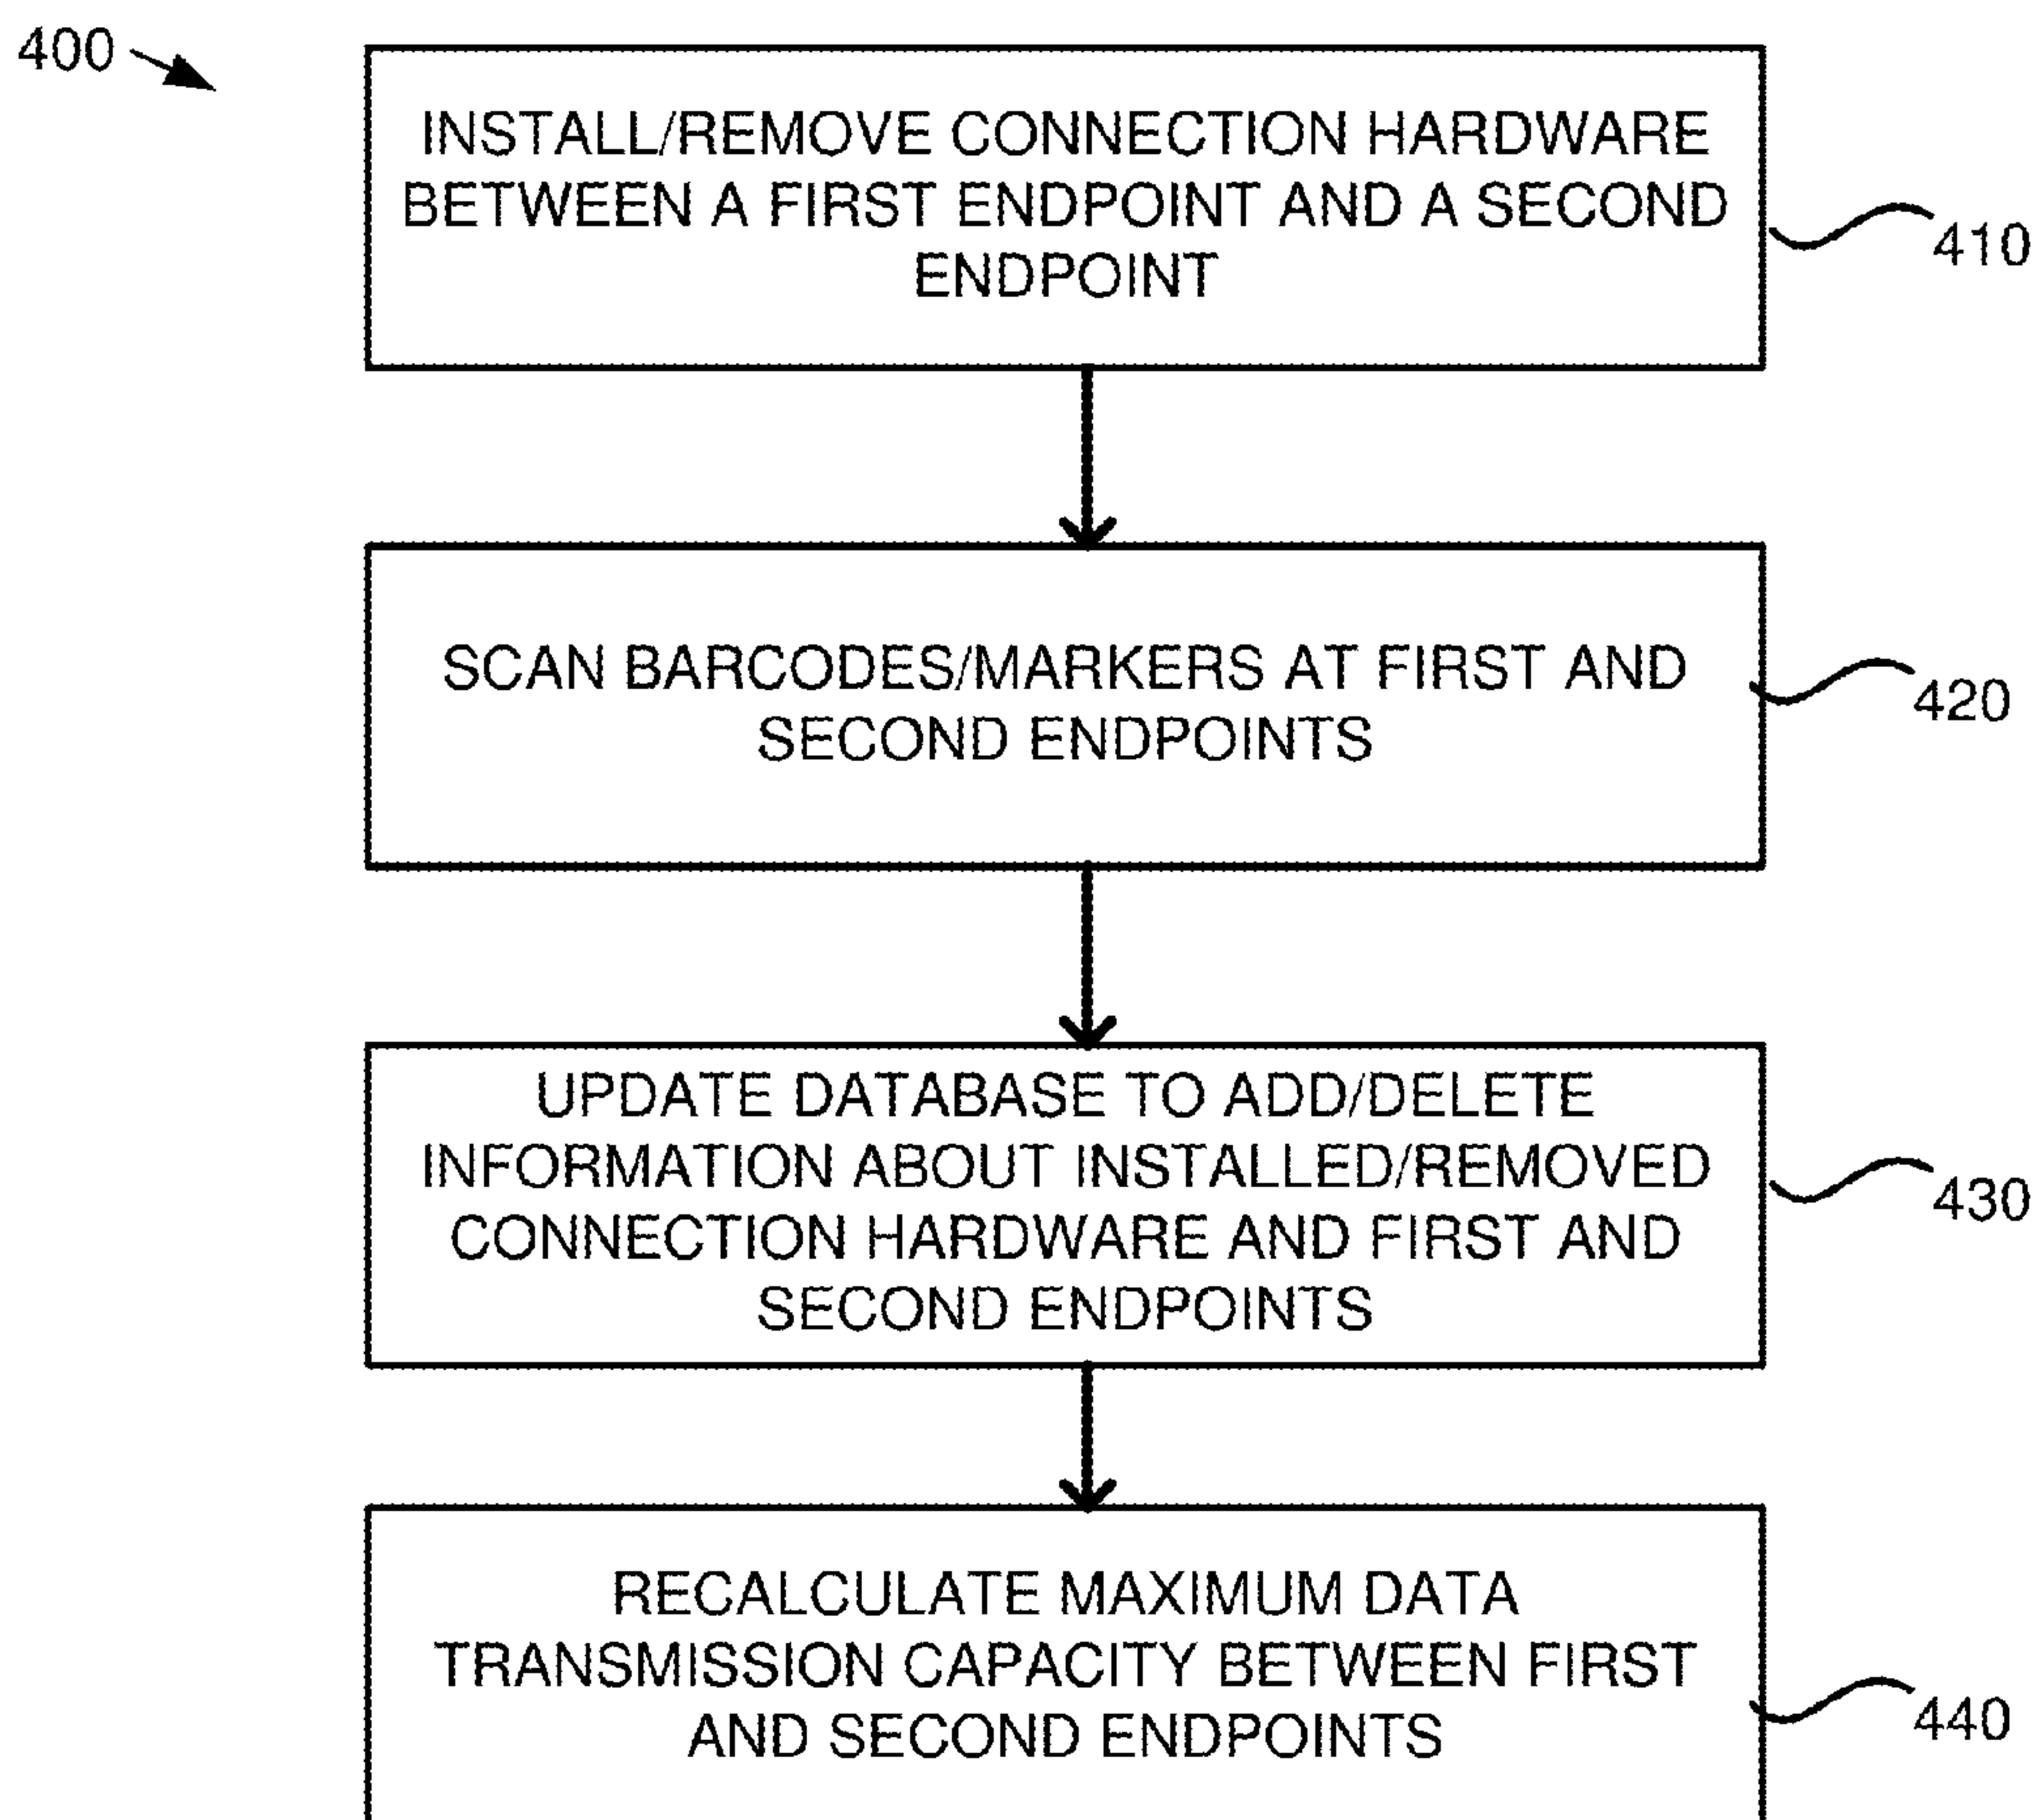 400
INSTALL/REMOVE CONNECTION HARDWARE
BETWEEN A FIRST ENDPOINT AND A SECOND
ENDPOINT
410
SCAN BARCODES/MARKERS AT FIRST AND
SECOND ENDPOINTS
420
UPDATE DATABASE TO ADD/DELETE
INFORMATION ABOUT INSTALLED/REMOVED
CONNECTION HARDWARE AND FIRST AND
SECOND ENDPOINTS
430
RECALCULATE MAXIMUM DATA
TRANSMISSION CAPACITY BETWEEN FIRST
AND SECOND ENDPOINTS
440